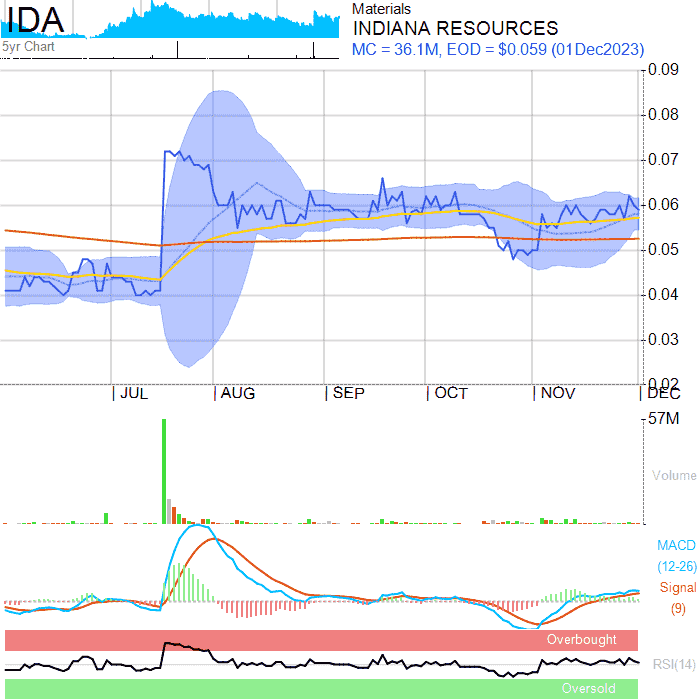 IDA
5yr Chart
Materials
INDIANA RESOURCES
MC = 36.1M, EOD = $0.059 (01Dec2023)
0.09
0.08
0.07
0.06
0.05
0.04
0.03
0.02
JUL AUG SEP OCT NOV DEC
57M
Volume
MACD
(12-26)
Signal
(9)
Overbought
RSI(14)
Oversold